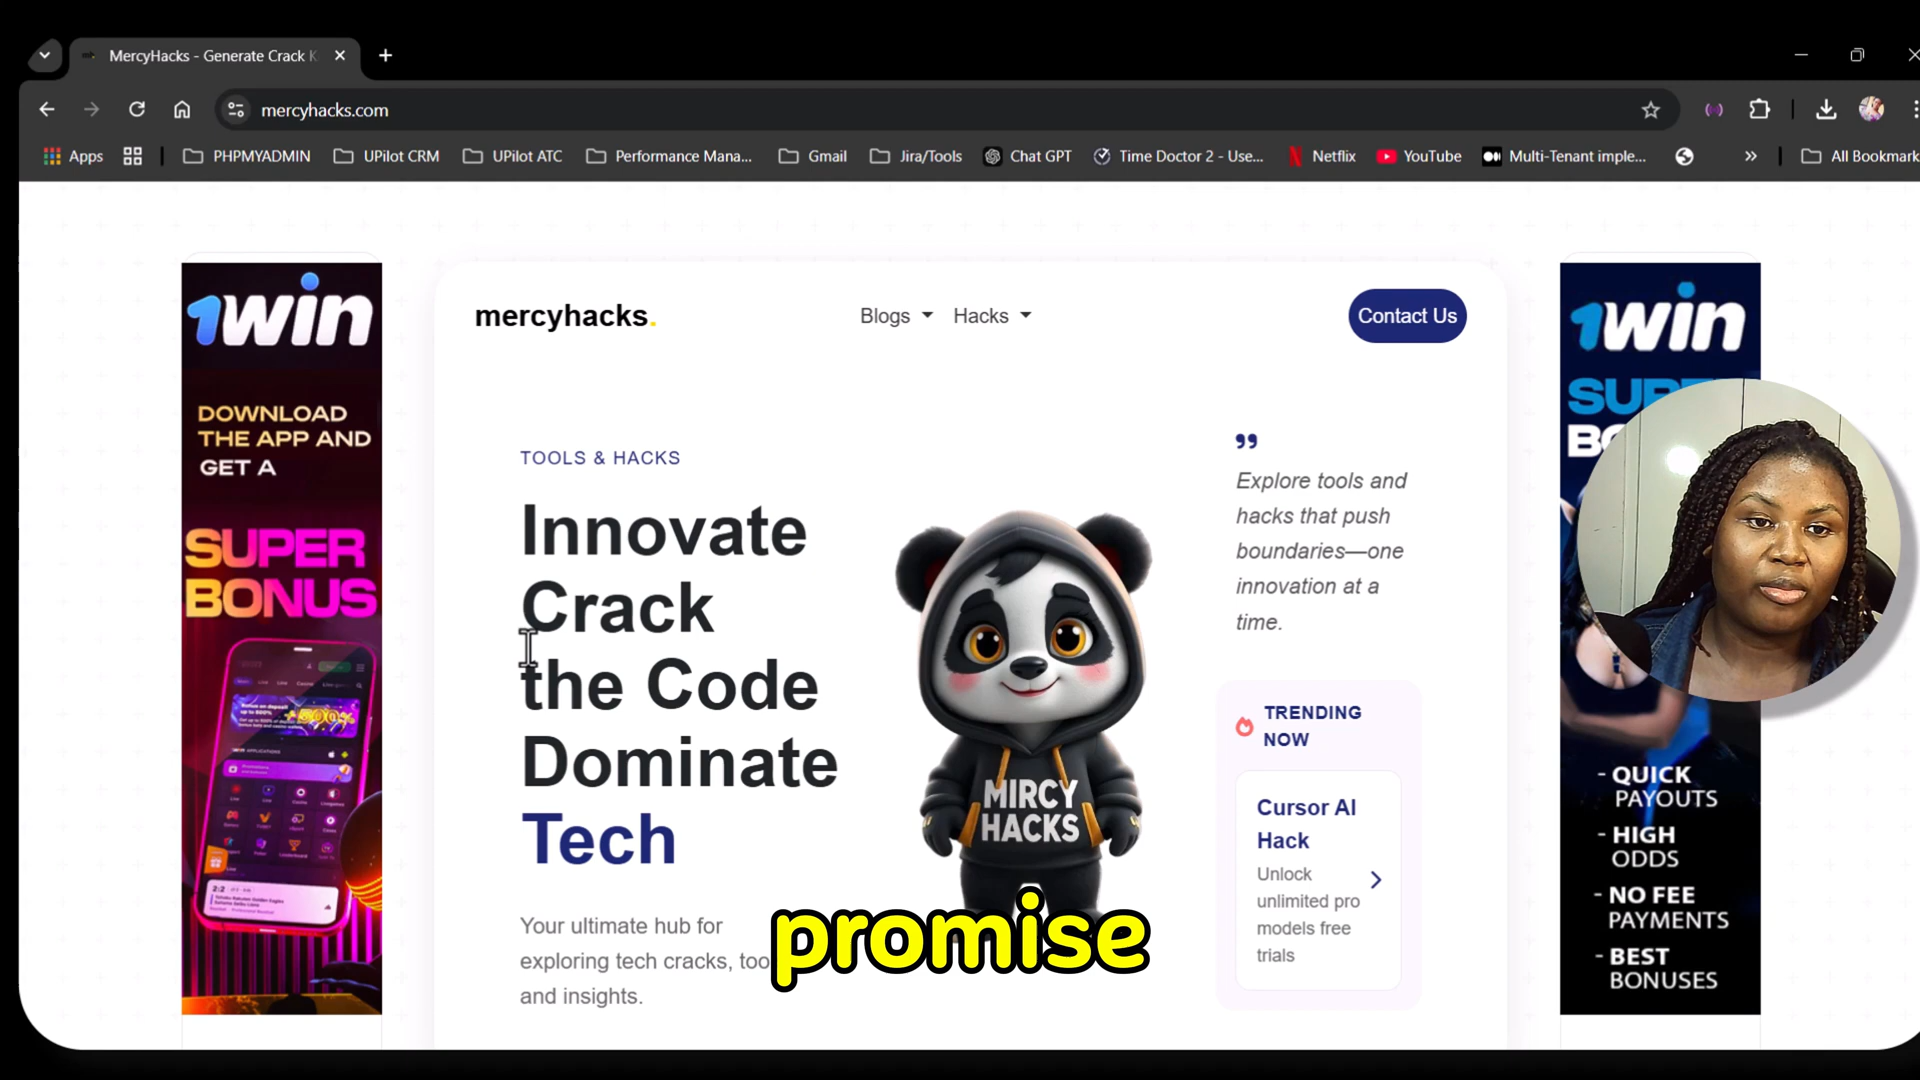 MercyHacks - Generate Crack K
mercyhacks.com
Apps
PHPMYADMIN
UPilot CRM
UPilot ATC
Performance Mana...
Gmail
Jira/Tools
Chat GPT
Time Doctor 2 - Use...
Netflix
YouTube
Multi-Tenant imple...
All Bookmark
1win
DOWNLOAD
THE APP AND
GET A
SUPER
BONUS
mercyhacks.
Blogs
Hacks
Contact Us
TOOLS & HACKS
Innovate
Crack
the Code
Dominate
Tech
Your ultimate hub for
exploring tech cracks, too
and insights.
MIRCY
HACKS
promise
Explore tools and
hacks that push
boundaries—one
innovation at a
time.
TRENDING
NOW
Cursor AI
Hack
Unlock
unlimited pro
models free
trials
1win
SUP
BO
- QUICK
PAYOUTS
- HIGH
ODDS
- NO FEE
PAYMENTS
- BEST
BONUSES